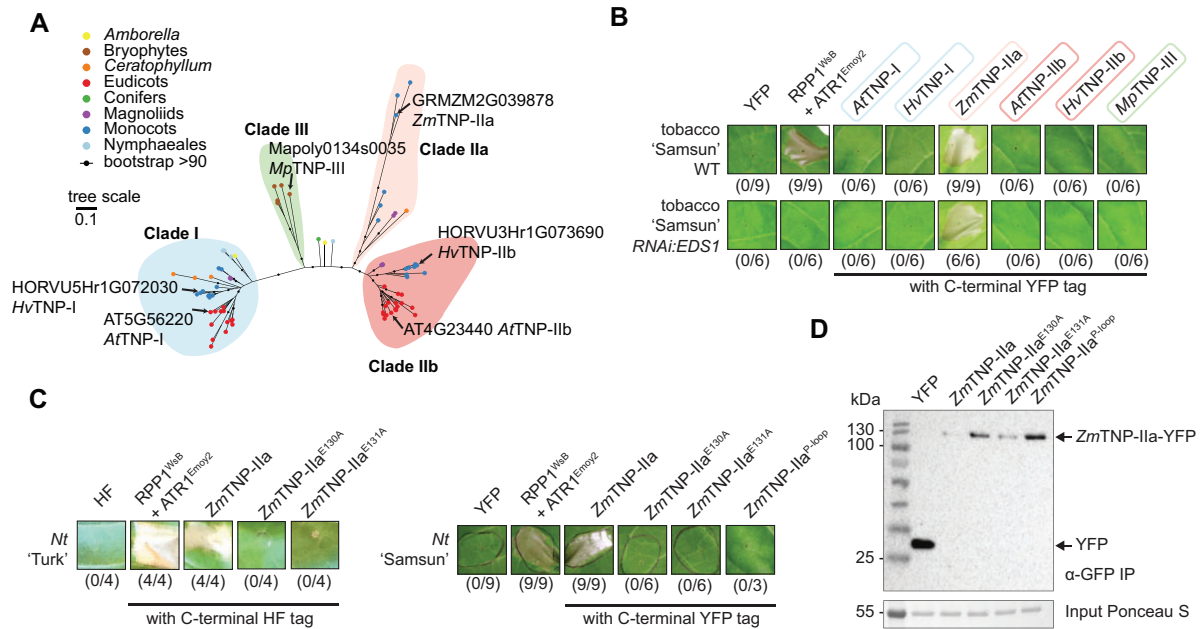 A
Amborella
Bryophytes
Ceratophyllum
Eudicots
Conifers
Magnoliids
Monocots
Nymphaeales
bootstrap >90
tree scale
0.1
Clade I
HORVU5Hr1G072030
HvTNP-I
AT5G56220
AtTNP-I
Clade III
Mapoly0134s0035
MpTNP-III
GRMZM2G039878
ZmTNP-IIa
Clade IIa
HORVU3Hr1G073690
HvTNP-IIb
AT4G23440 AtTNP-IIb
Clade IIb
B
YFP
RPP1WsB
+ ATR1Emoy2
AtTNP-I
HvTNP-I
ZmTNP-IIa
AtTNP-IIb
HvTNP-IIb
MpTNP-III
tobacco
'Samsun'
WT
(0/9) (9/9) (0/6) (0/6) (9/9) (0/6) (0/6) (0/6)
tobacco
'Samsun'
RNAi:EDS1
(0/6) (0/6) (0/6) (0/6) (6/6) (0/6) (0/6) (0/6)
with C-terminal YFP tag
C
HF
RPP1WsB
+ ATR1Emoy2
ZmTNP-IIa
ZmTNP-IIaE130A
ZmTNP-IIaE131A
Nt
'Turk'
(0/4) (4/4) (4/4) (0/4) (0/4)
with C-terminal HF tag
YFP
RPP1WsB
+ ATR1Emoy2
ZmTNP-IIa
ZmTNP-IIaE130A
ZmTNP-IIaE131A
ZmTNP-IIaP-loop
Nt
'Samsun'
(0/9) (9/9) (9/9) (0/6) (0/6) (0/3)
with C-terminal YFP tag
D
kDa
YFP
ZmTNP-IIa
ZmTNP-IIaE130A
ZmTNP-IIaE131A
ZmTNP-IIaP-loop
130
100
25
55
ZmTNP-IIa-YFP
YFP
α-GFP IP
Input Ponceau S